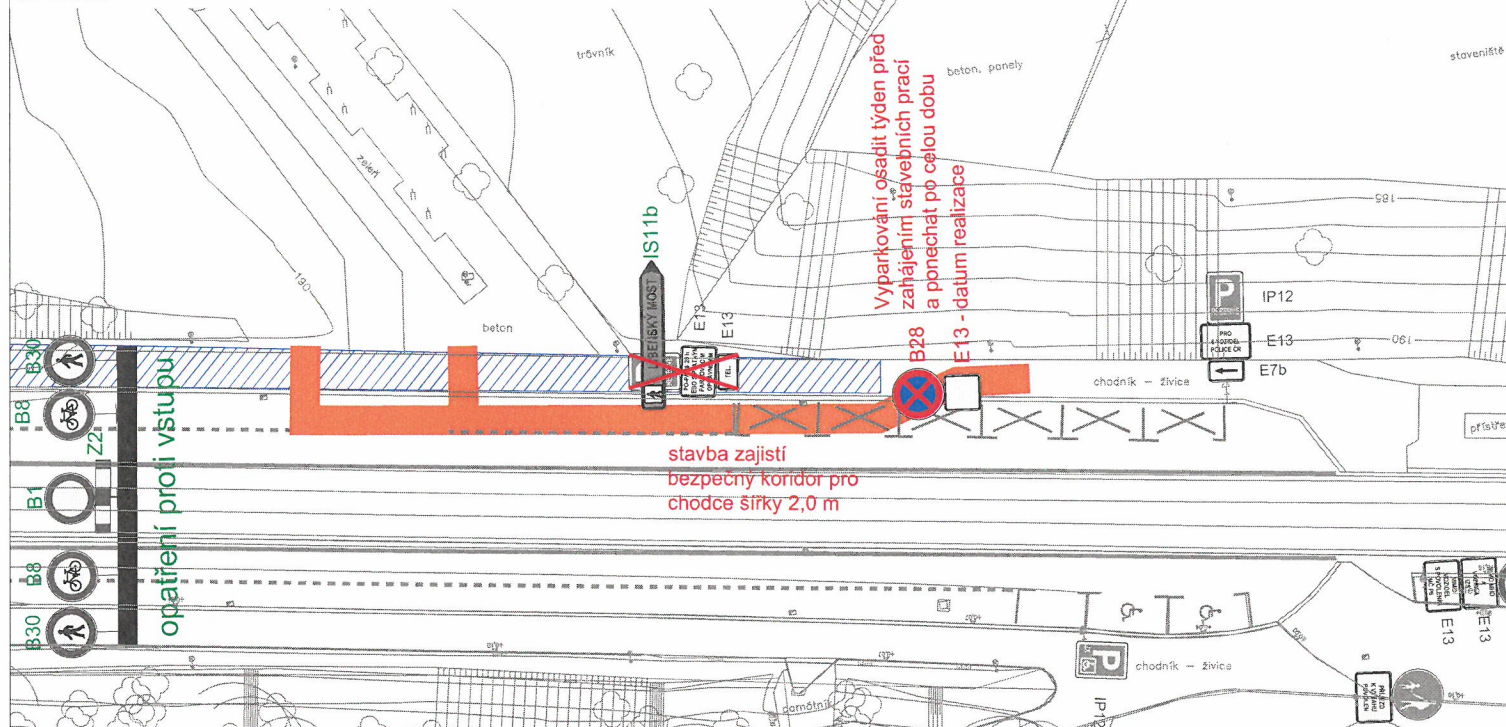 trávník
beton, panely
staveniště
zeleň
190
beton
185
190
IS11b
LIBEŇSKÝ MOST
E13
E13
TEL.
Vyparkování osadit týden před
zahájením stavebních prací
a ponechat po celou dobu
B28
E13 - datum realizace
P
IP12
PRO
POLICE ČR
E13
E7b
chodník – živice
B30
B8
Z2
B1
B8
B30
opatření proti vstupu
stavba zajistí
bezpečný koridor pro
chodce šířky 2,0 m
E13
E13
P
chodník – živice
památník